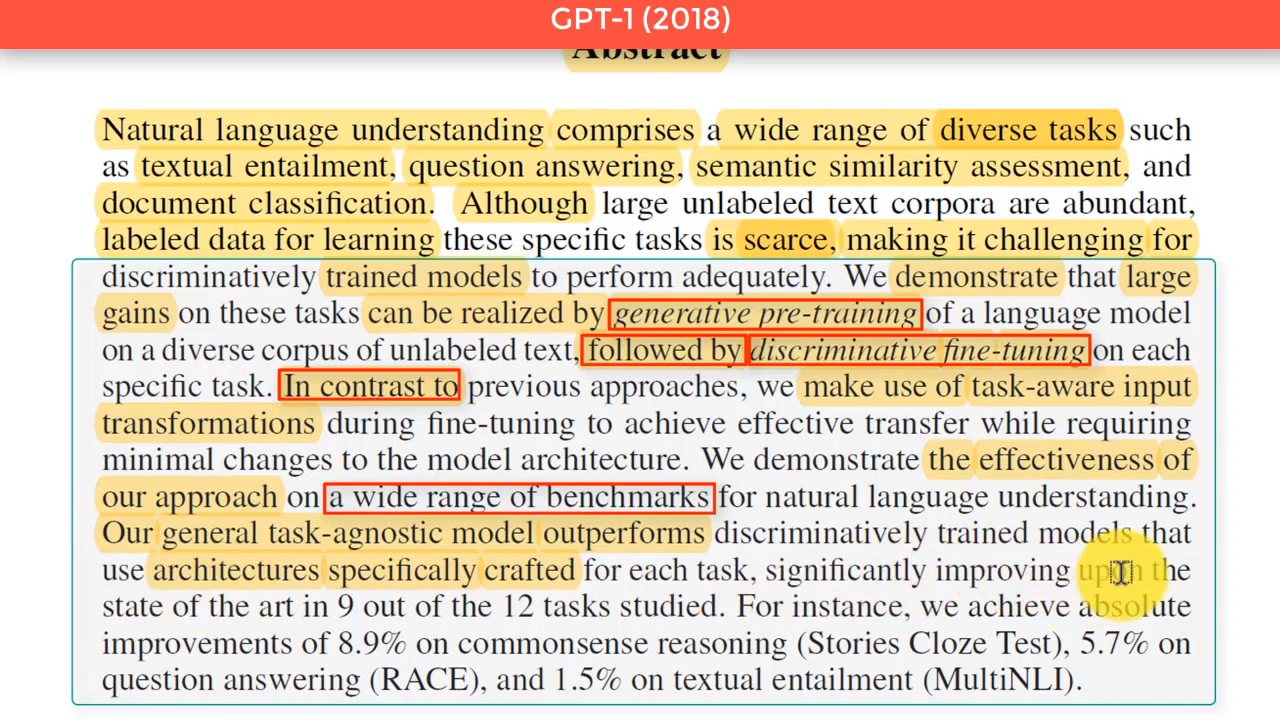 GPT-1 (2018)
Abstract
Natural language understanding comprises a wide range of diverse tasks such
as textual entailment, question answering, semantic similarity assessment, and
document classification. Although large unlabeled text corpora are abundant,
labeled data for learning these specific tasks is scarce, making it challenging for
discriminatively trained models to perform adequately. We demonstrate that large
gains on these tasks can be realized by generative pre-training of a language model
on a diverse corpus of unlabeled text, followed by discriminative fine-tuning on each
specific task. In contrast to previous approaches, we make use of task-aware input
transformations during fine-tuning to achieve effective transfer while requiring
minimal changes to the model architecture. We demonstrate the effectiveness of
our approach on a wide range of benchmarks for natural language understanding.
Our general task-agnostic model outperforms discriminatively trained models that
use architectures specifically crafted for each task, significantly improving upon the
state of the art in 9 out of the 12 tasks studied. For instance, we achieve absolute
improvements of 8.9% on commonsense reasoning (Stories Cloze Test), 5.7% on
question answering (RACE), and 1.5% on textual entailment (MultiNLI).